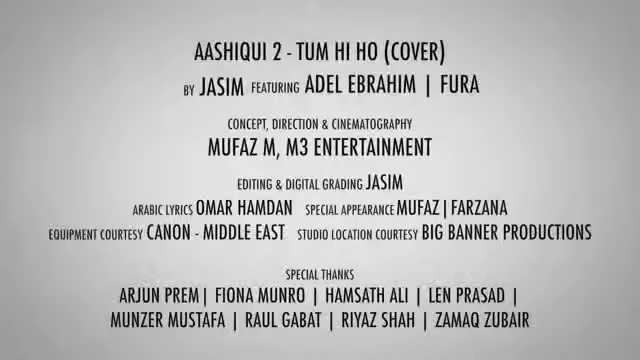 AASHIQUI 2 - TUM HI HO (COVER)
BY JASIM FEATURING ADEL EBRAHIM | FURA
CONCEPT, DIRECTION & CINEMATOGRAPHY
MUFAZ M, M3 ENTERTAINMENT
EDITING & DIGITAL GRADING JASIM
ARABIC LYRICS OMAR HAMDAN SPECIAL APPEARANCE MUFAZ | FARZANA
EQUIPMENT COURTESY CANON - MIDDLE EAST STUDIO LOCATION COURTESY BIG BANNER PRODUCTIONS
SPECIAL THANKS
ARJUN PREM | FIONA MUNRO | HAMSATH ALI | LEN PRASAD |
MUNZER MUSTAFA | RAUL GABAT | RIYAZ SHAH | ZAMAQ ZUBAIR